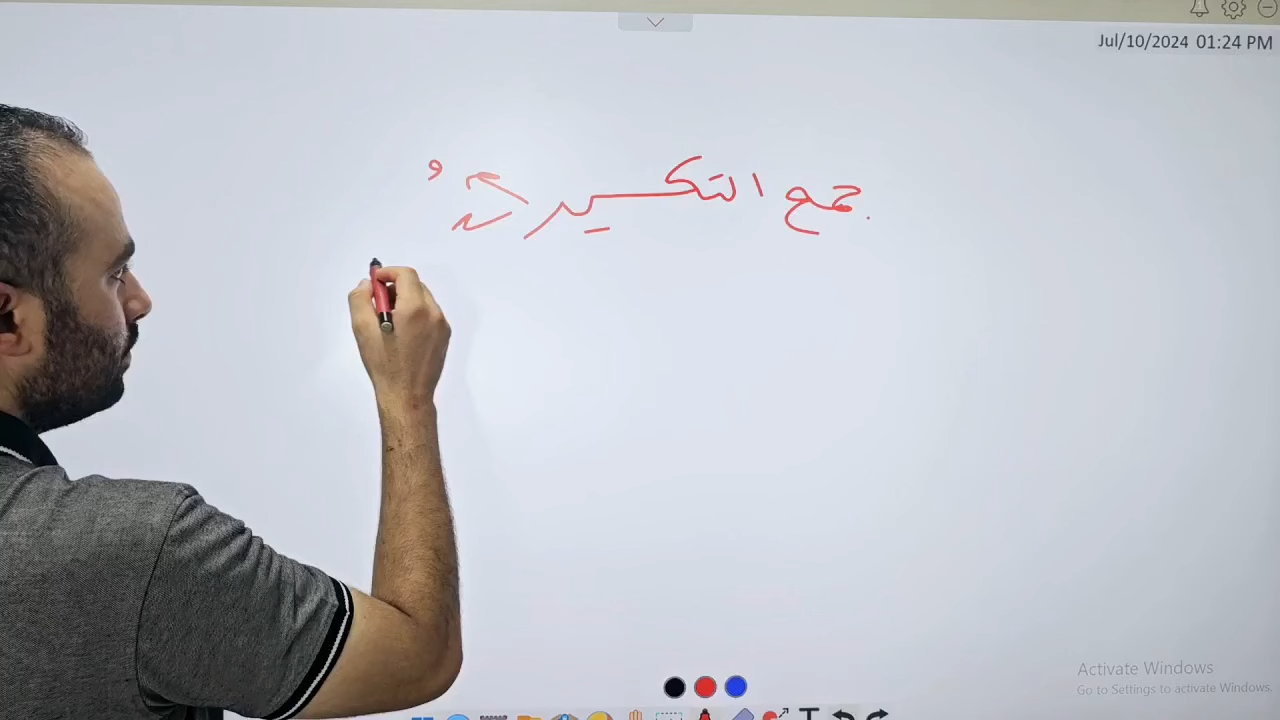 Jul/10/2024 01:24 PM
جمع التكسير
Activate Windows
Go to Settings to activate Windows.